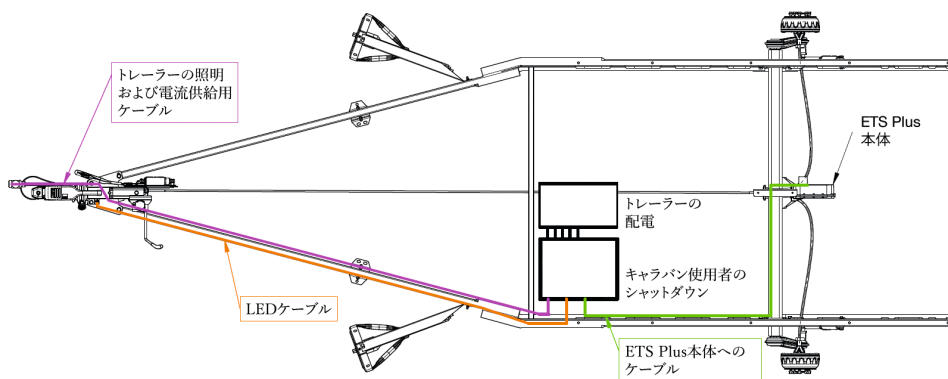 トレーラーの照明
および電流供給用
ケーブル
ETS Plus
本体
トレーラーの
配電
キャラバン使用者の
シャットダウン
LEDケーブル
ETS Plus本体への
ケーブル